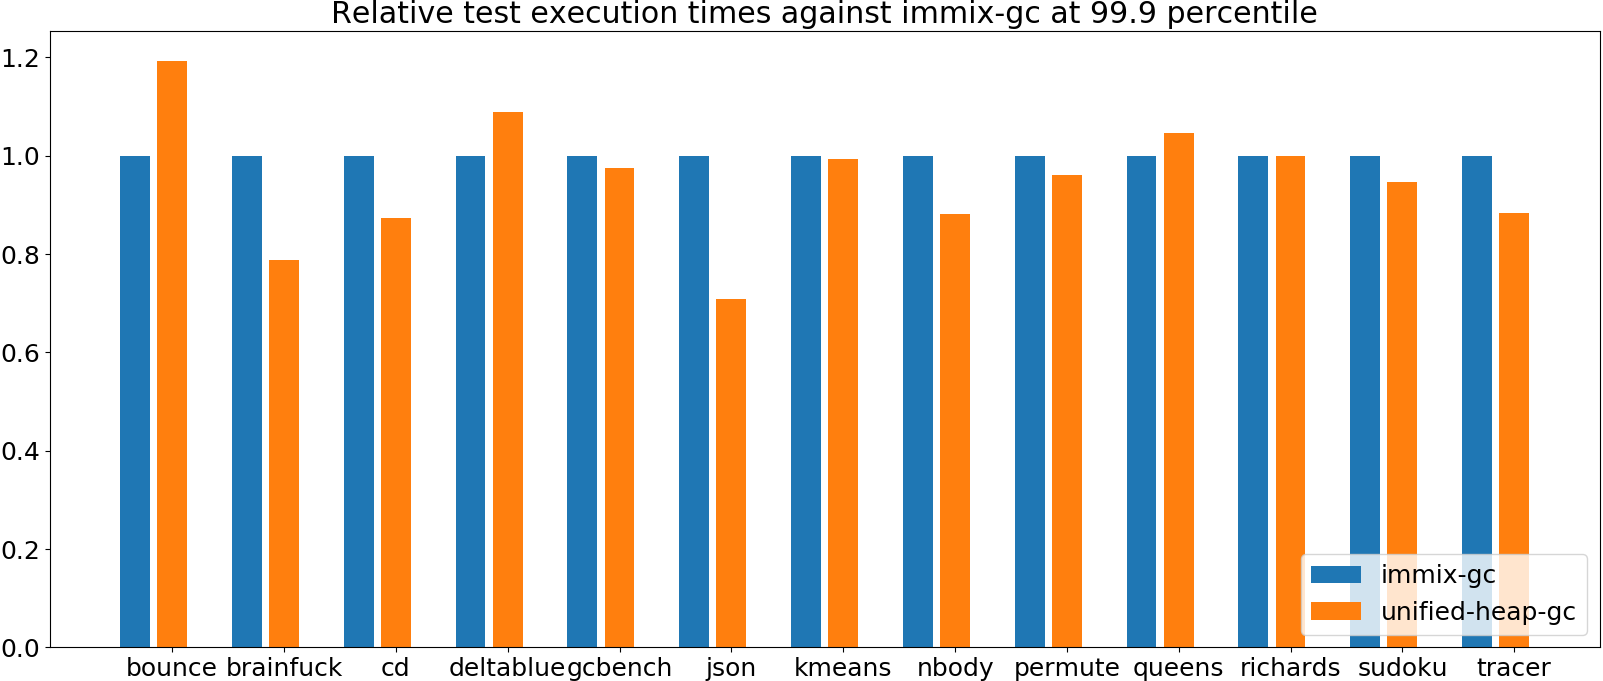 Relative test execution times against immix-gc at 99.9 percentile
1.2
1.0
0.8
0.6
0.4
0.2
0.0
immix-gc
unified-heap-gc
bounce brainfuck cd deltablue gcbench json kmeans nbody permute queens richards sudoku tracer